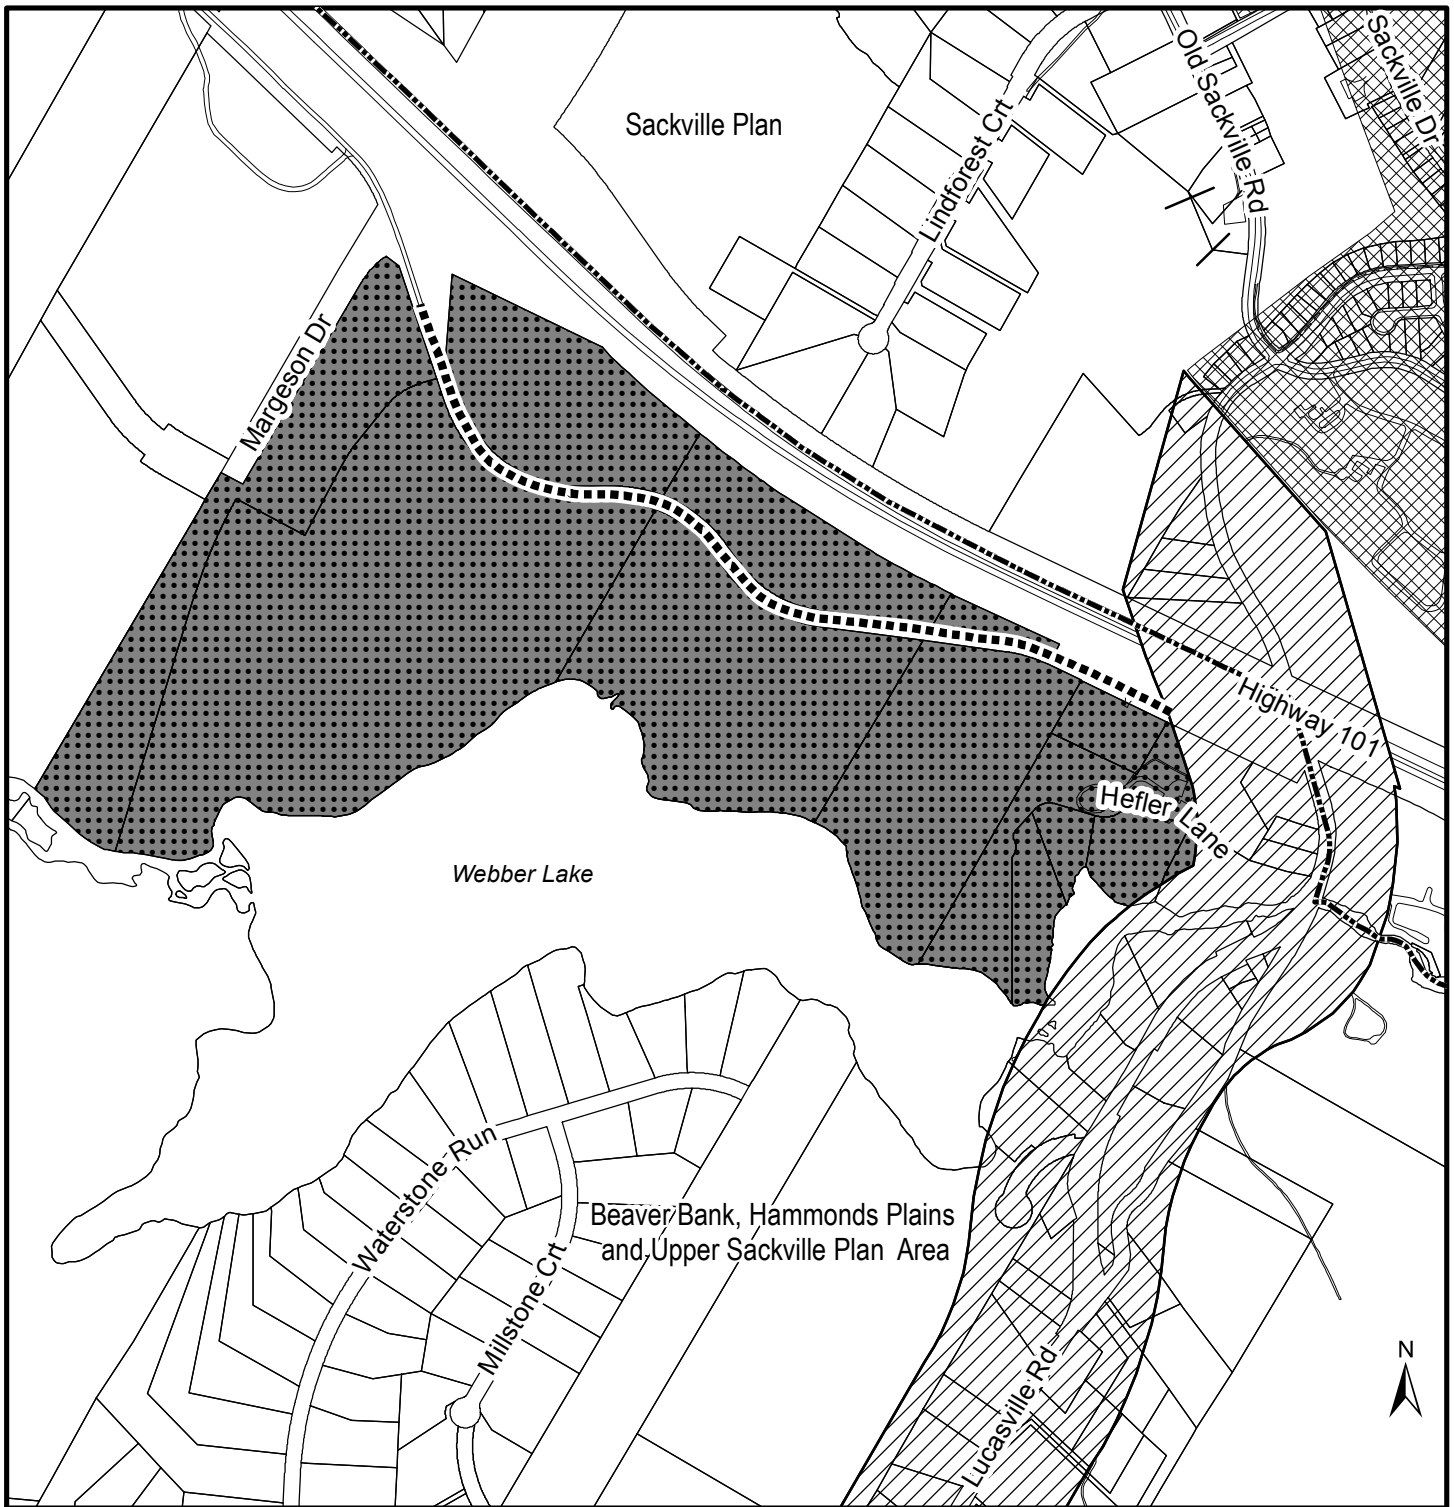 Sackville Plan
Lindforest Crt
Old Sackville Rd
Sackville Dr
Margeson Dr
Highway 101
Hefler Lane
Webber Lake
Waterstone Run
Beaver Bank, Hammonds Plains
and Upper Sackville Plan Area
Millstone Crt
Lucasville Rd
N